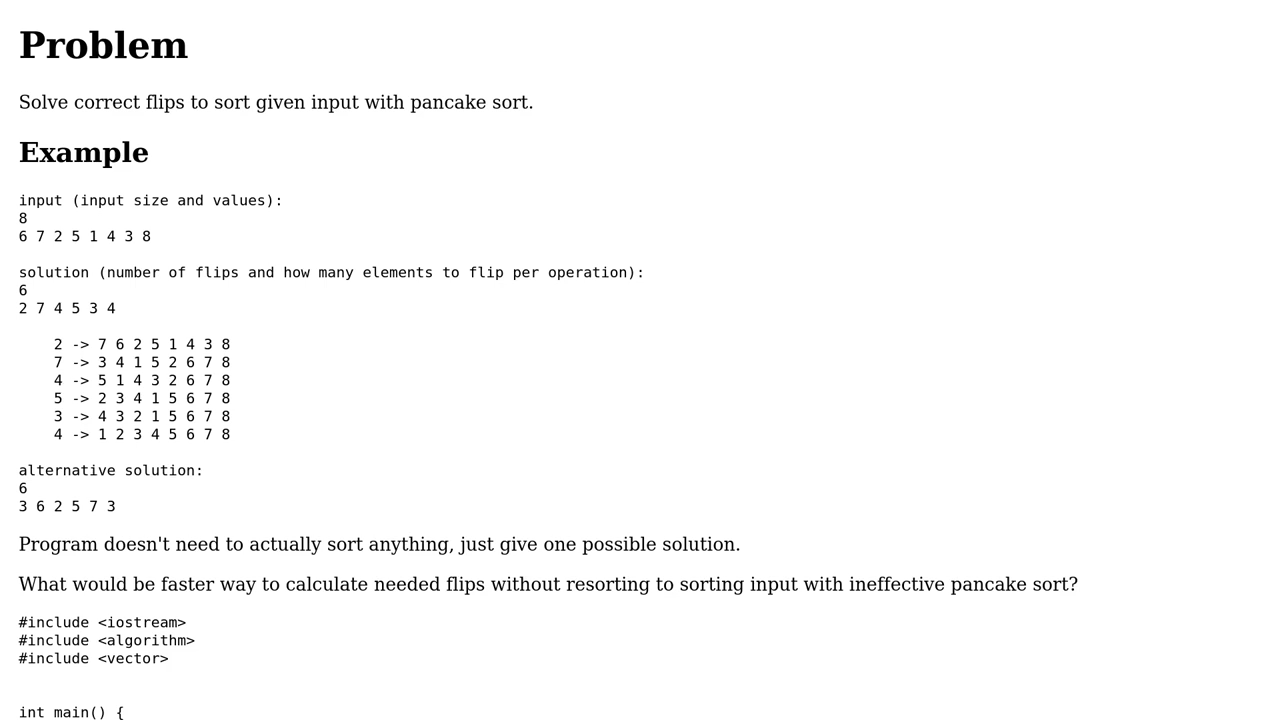 Problem
Solve correct flips to sort given input with pancake sort.
Example
input (input size and values):
8
6 7 2 5 1 4 3 8
solution (number of flips and how many elements to flip per operation):
6
2 7 4 5 3 4
2 -> 7 6 2 5 1 4 3 8
7 -> 3 4 1 5 2 6 7 8
4 -> 5 1 4 3 2 6 7 8
5 -> 2 3 4 1 5 6 7 8
3 -> 4 3 2 1 5 6 7 8
4 -> 1 2 3 4 5 6 7 8
alternative solution:
6
3 6 2 5 7 3
Program doesn't need to actually sort anything, just give one possible solution.
What would be faster way to calculate needed flips without resorting to sorting input with ineffective pancake sort?
#include <iostream>
#include <algorithm>
#include <vector>
int main() {